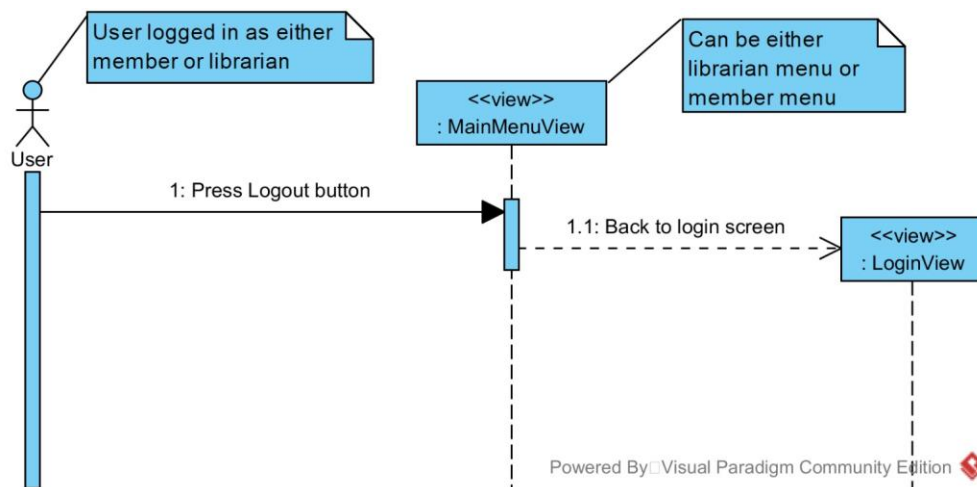 User logged in as either
member or librarian
Can be either
librarian menu or
member menu
<<view>>
: MainMenuView
User
1: Press Logout button
1.1: Back to login screen
<<view>>
: LoginView
Powered By□Visual Paradigm Community Edition